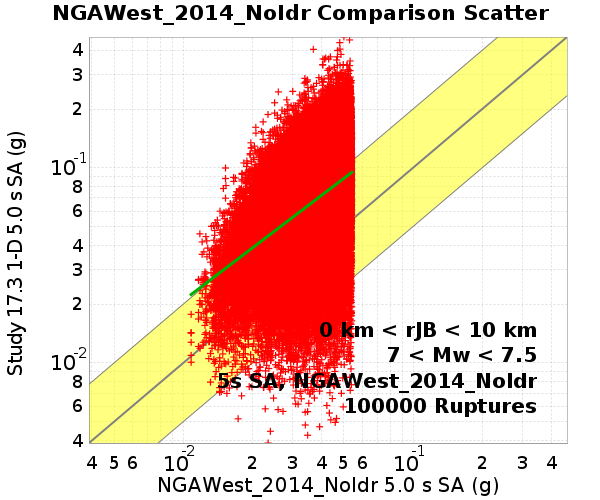 NGAWest_2014_NoIdr Comparison Scatter
Study 17.3 1-D 5.0 s SA (g)
4
3
2
10-1
8
6
4
3
2
10-2
8
6
4
0 km < rJB < 10 km
7 < Mw < 7.5
5s SA, NGAWest_2014_NoIdr
100000 Ruptures
4 5 6 10-2 2 3 4 5 6 10-1 2 3 4
NGAWest_2014_NoIdr 5.0 s SA (g)